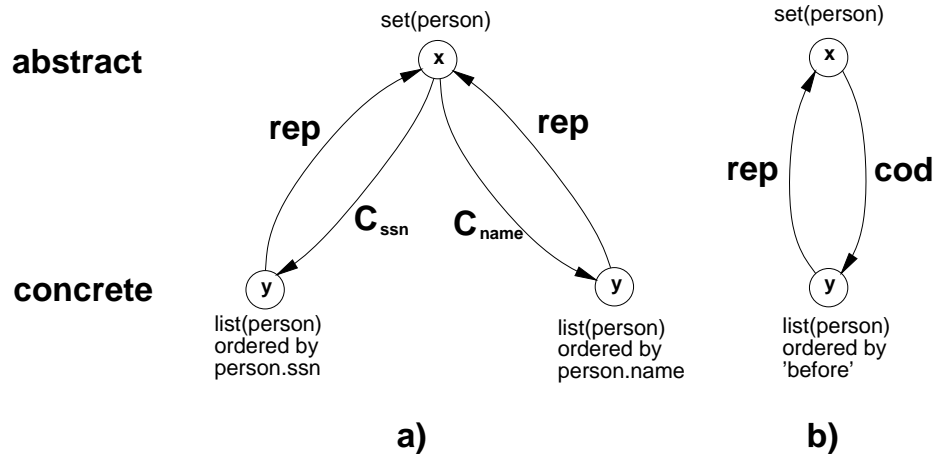 set(person)
set(person)
abstract
x
x
rep
rep
rep
cod
C ssn
C name
concrete
y
y
y
list(person)
ordered by
person.ssn
list(person)
ordered by
person.name
list(person)
ordered by
'before'
a)
b)